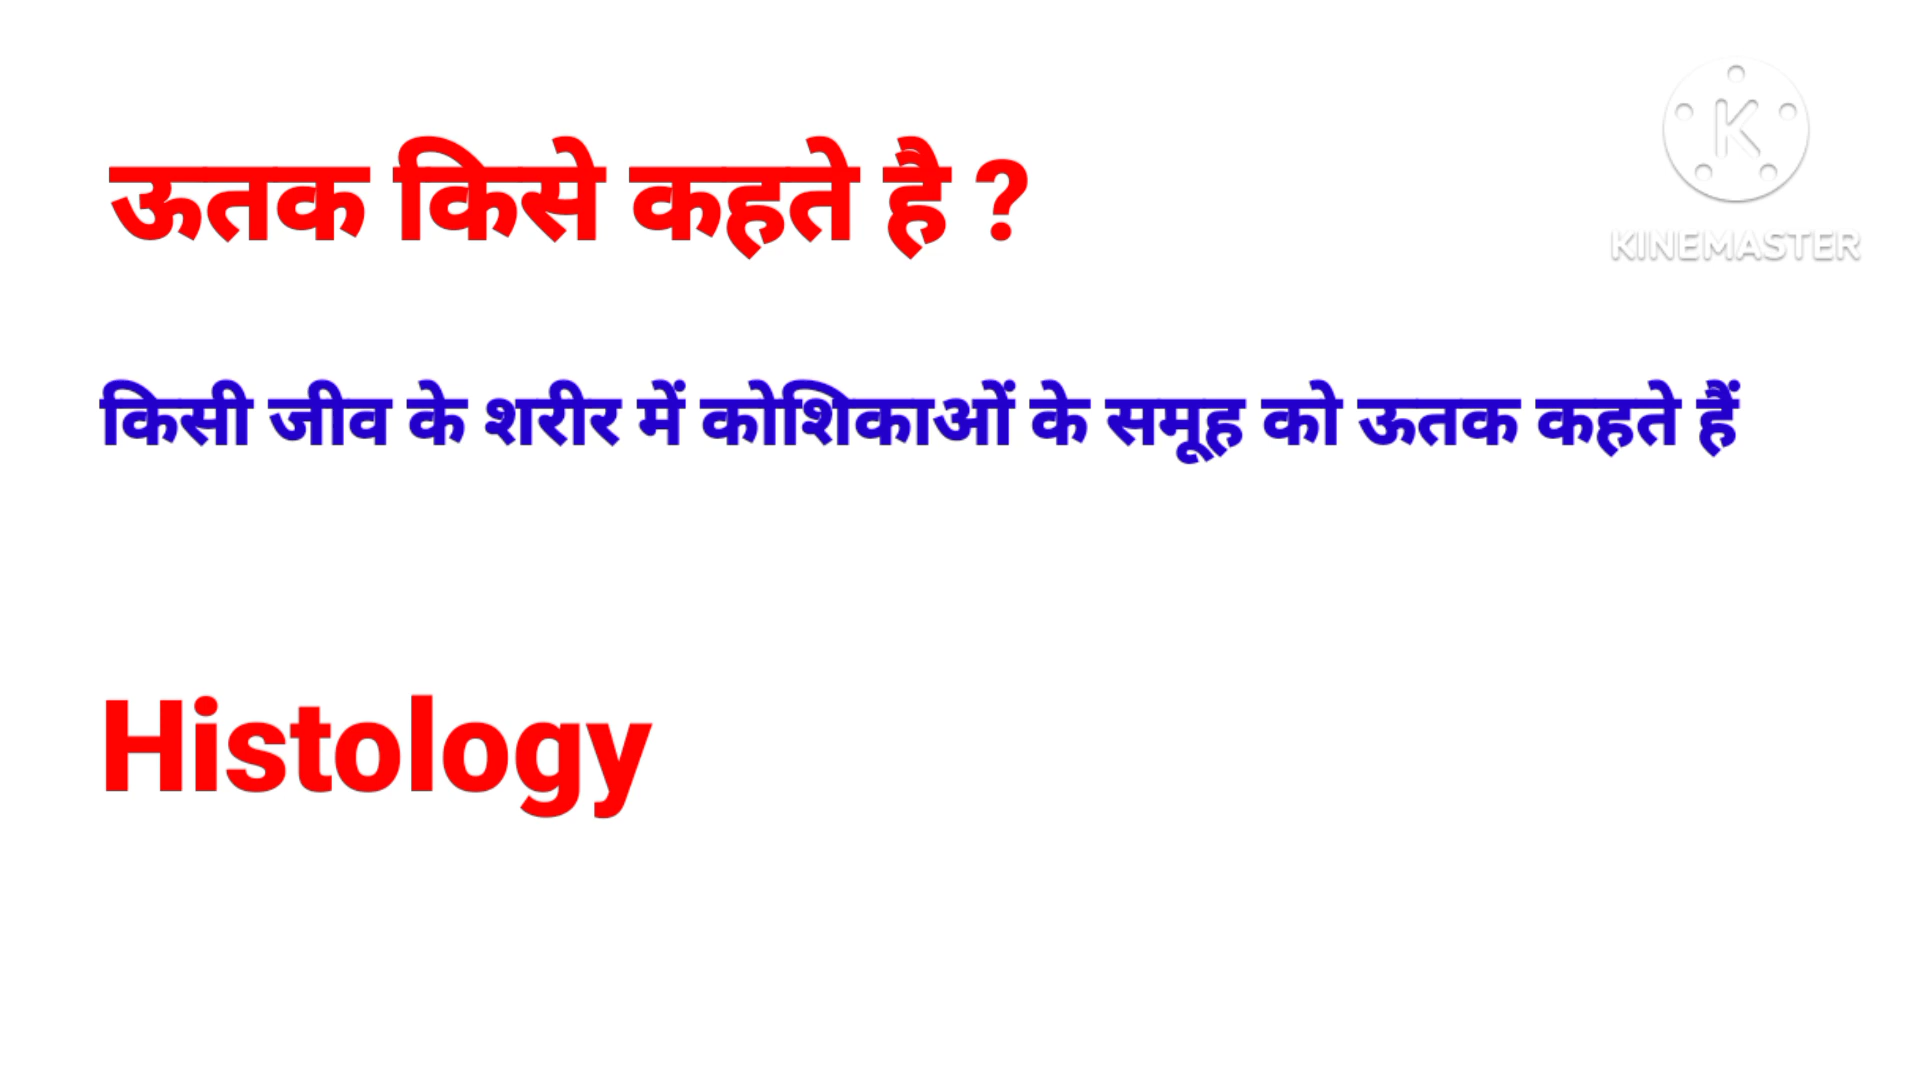 ऊतक किसे कहते है ?
K
KINEMASTER
किसी जीव के शरीर में कोशिकाओं के समूह को ऊतक कहते हैं
Histology